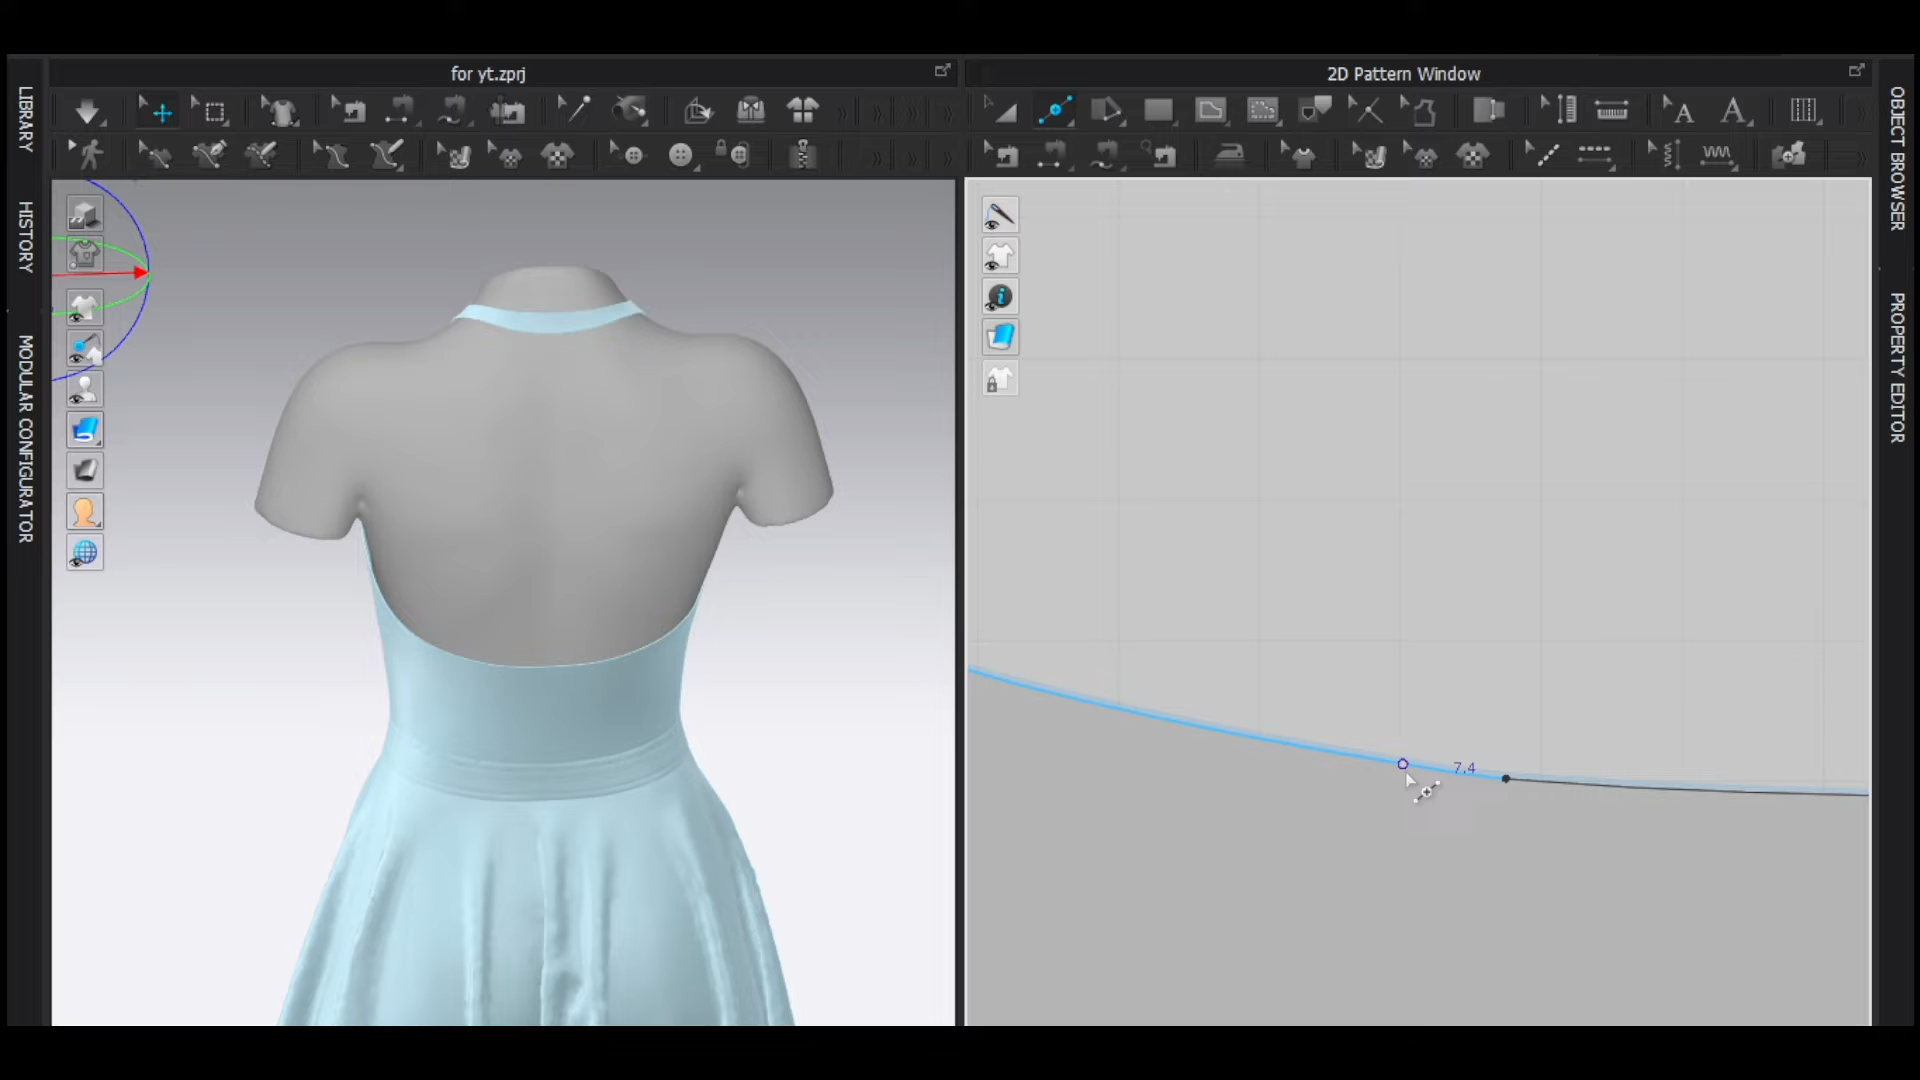 for yt.zprj
2D Pattern Window
LIBRARY
HISTORY
MODULAR CONFIGURATOR
OBJECT BROWSER
PROPERTY EDITOR
A
A
7.4